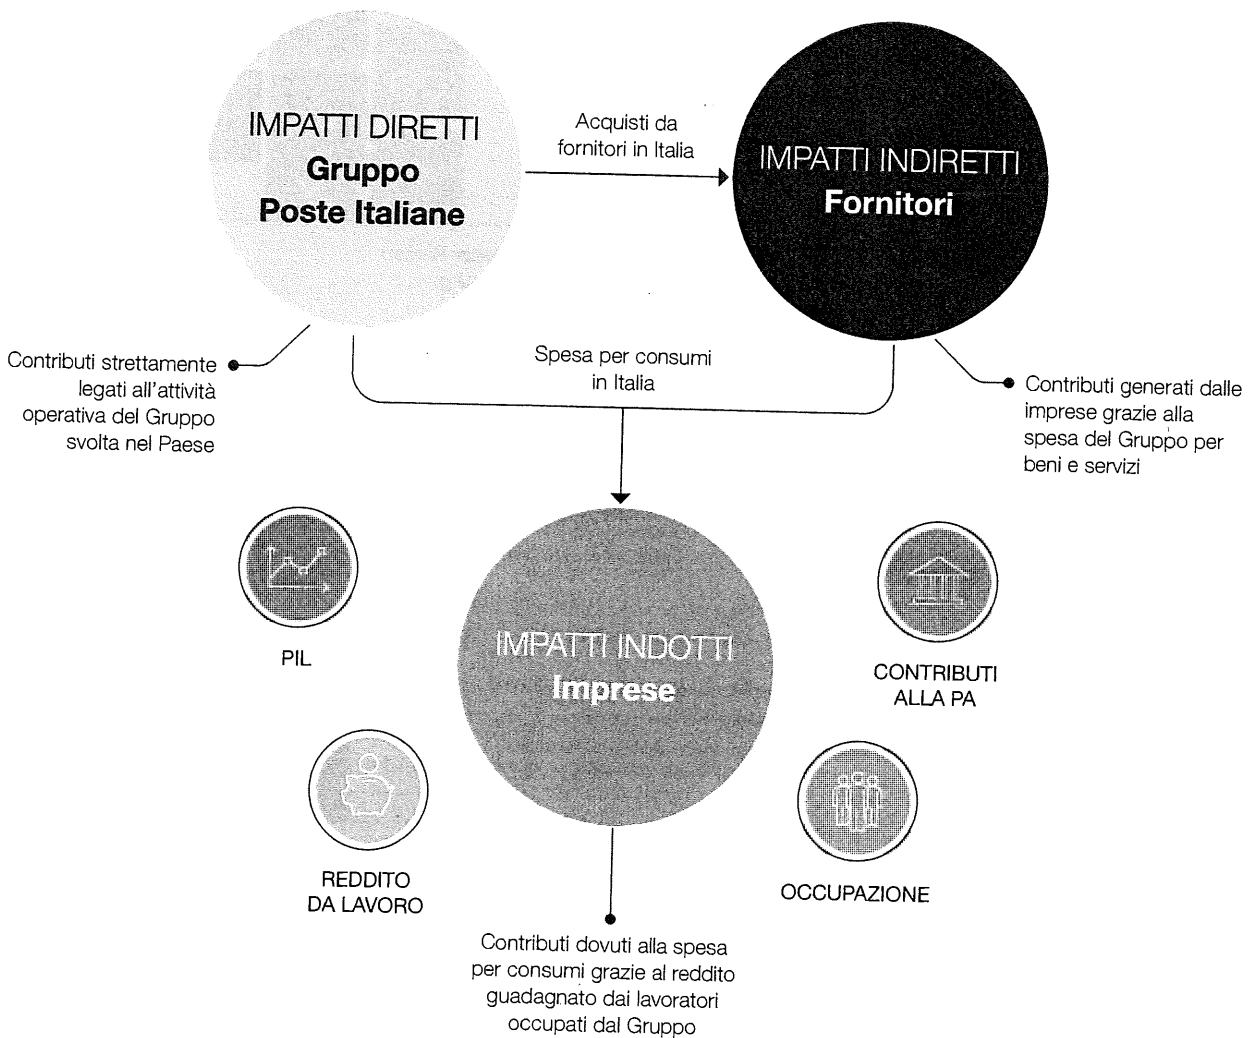 IMPATTI DIRETTI
Gruppo
Poste Italiane
Acquisti da
fornitori in Italia
IMPATTI INDIRETTI
Fornitori
Contributi strettamente
legati all'attività
operativa del Gruppo
svolta nel Paese
Spesa per consumi
in Italia
Contributi generati dalle
imprese grazie alla
spesa del Gruppo per
beni e servizi
IMPATTI INDOTTI
Imprese
PIL
CONTRIBUTI
ALLA PA
REDDITO
DA LAVORO
OCCUPAZIONE
Contributi dovuti alla spesa
per consumi grazie al reddito
guadagnato dai lavoratori
occupati dal Gruppo